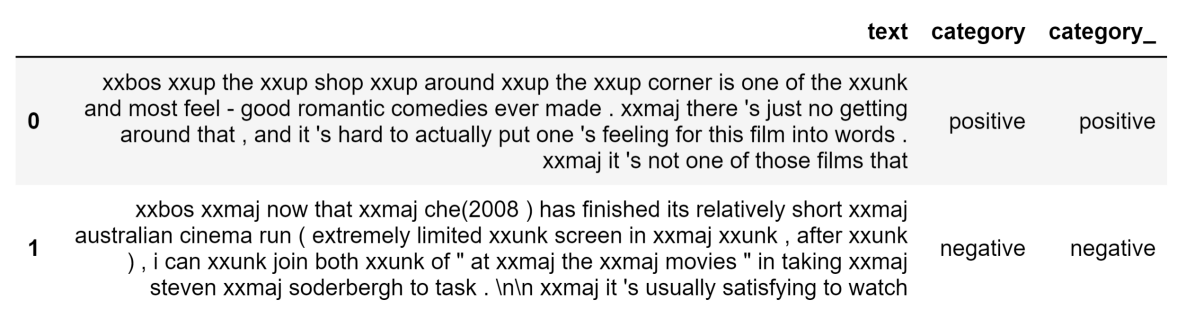 text category category_
xxbos xxup the xxup shop xxup around xxup the xxup corner is one of the xxunk
and most feel - good romantic comedies ever made . xxmaj there 's just no getting
0 around that , and it 's hard to actually put one 's feeling for this film into words . positive positive
xxmaj it 's not one of those films that
xxbos xxmaj now that xxmaj che(2008 ) has finished its relatively short xxmaj
australian cinema run ( extremely limited xxunk screen in xxmaj xxunk , after xxunk
1 ) , i can xxunk join both xxunk of " at xxmaj the xxmaj movies " in taking xxmaj negative negative
steven xxmaj soderbergh to task . \n\n xxmaj it 's usually satisfying to watch